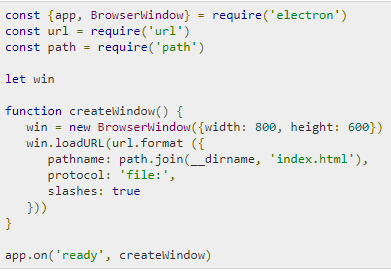 const {app, BrowserWindow} = require('electron')
const url = require('url')
const path = require('path')

let win

function createWindow() {
   win = new BrowserWindow({width: 800, height: 600})
   win.loadURL(url.format ({
      pathname: path.join(__dirname, 'index.html'),
      protocol: 'file:',
      slashes: true
   }))
}

app.on('ready', createWindow)